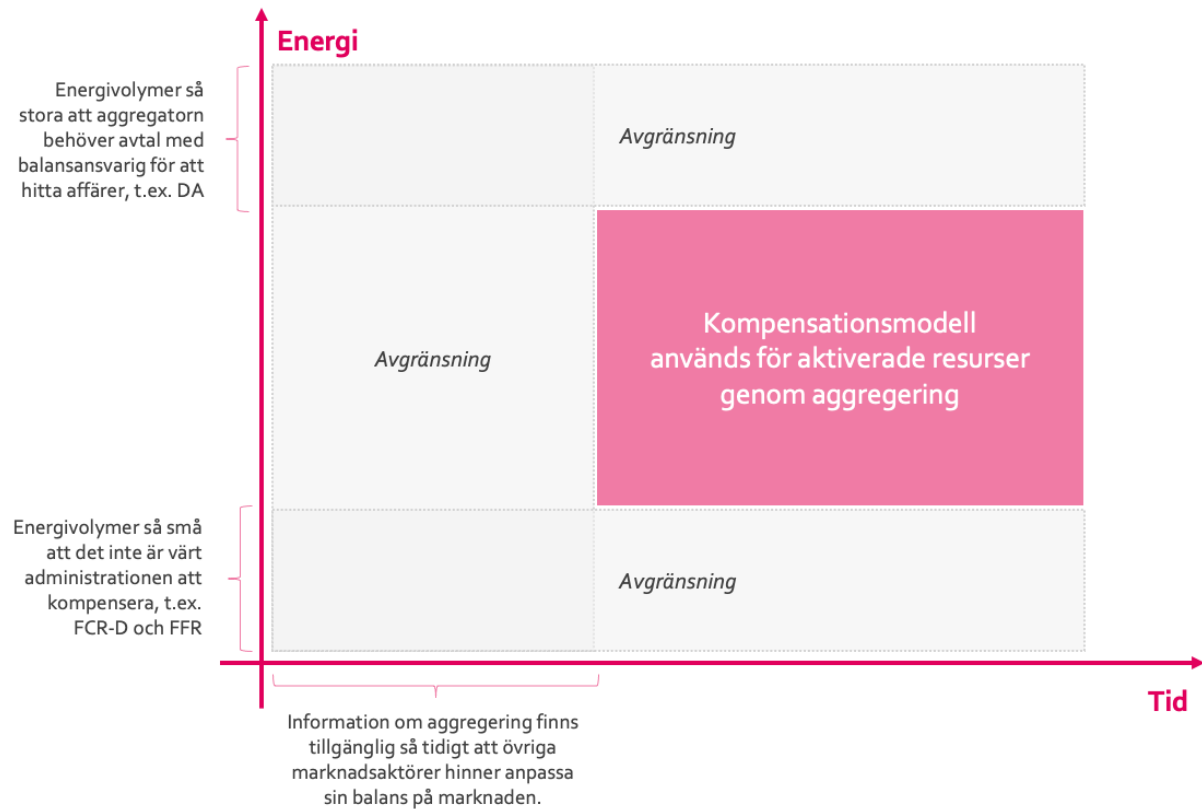 Energi
Energivolymer så
stora att aggregatorn
behöver avtal med
balansansvarig för att
hitta affärer, t.ex. DA
Avgränsning
Avgränsning
Kompensationsmodell
används för aktiverade resurser
genom aggregering
Energivolymer så små
att det inte är värt
administrationen att
kompensera, t.ex.
FCR-D och FFR
Avgränsning
Tid
Information om aggregering finns
tillgänglig så tidigt att övriga
marknadsaktörer hinner anpassa
sin balans på marknaden.